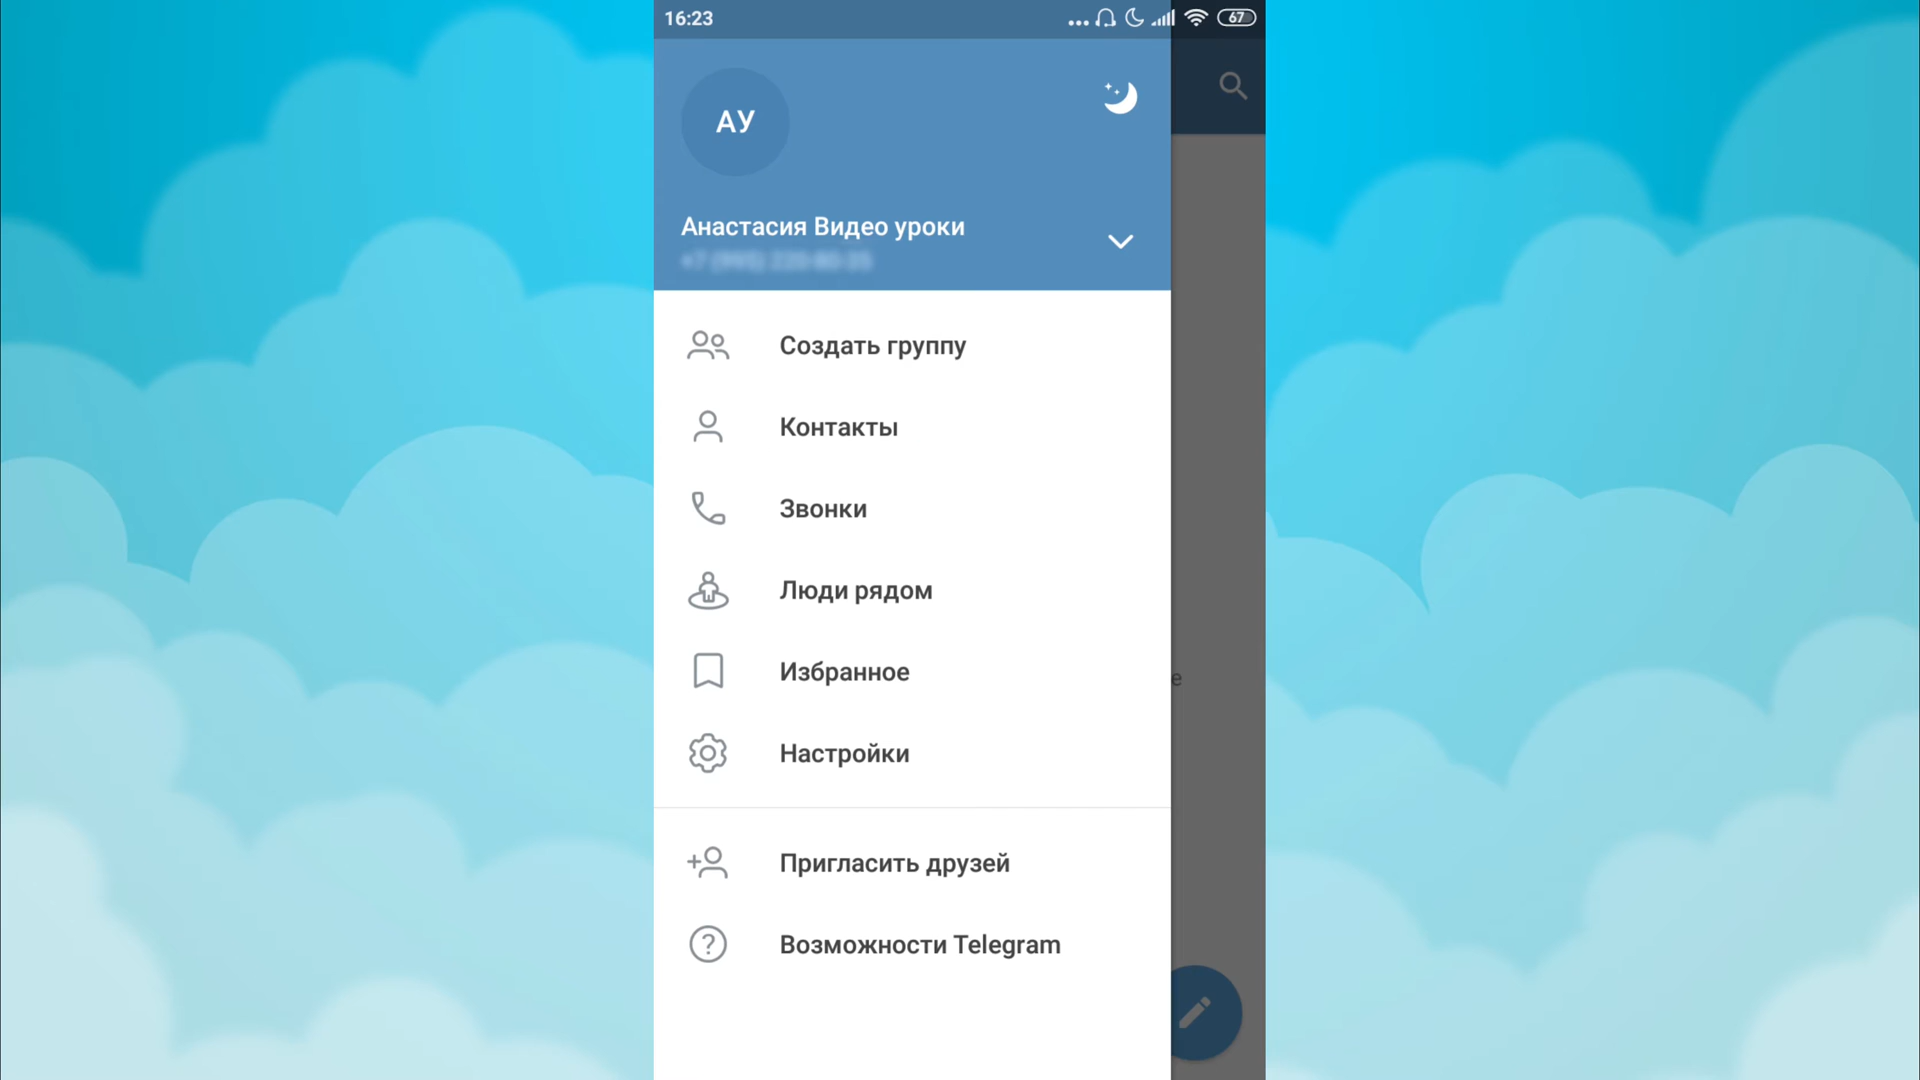 16:23
67
АУ
Анастасия Видео уроки
Создать группу
Контакты
Звонки
Люди рядом
Избранное
Настройки
Пригласить друзей
Возможности Telegram